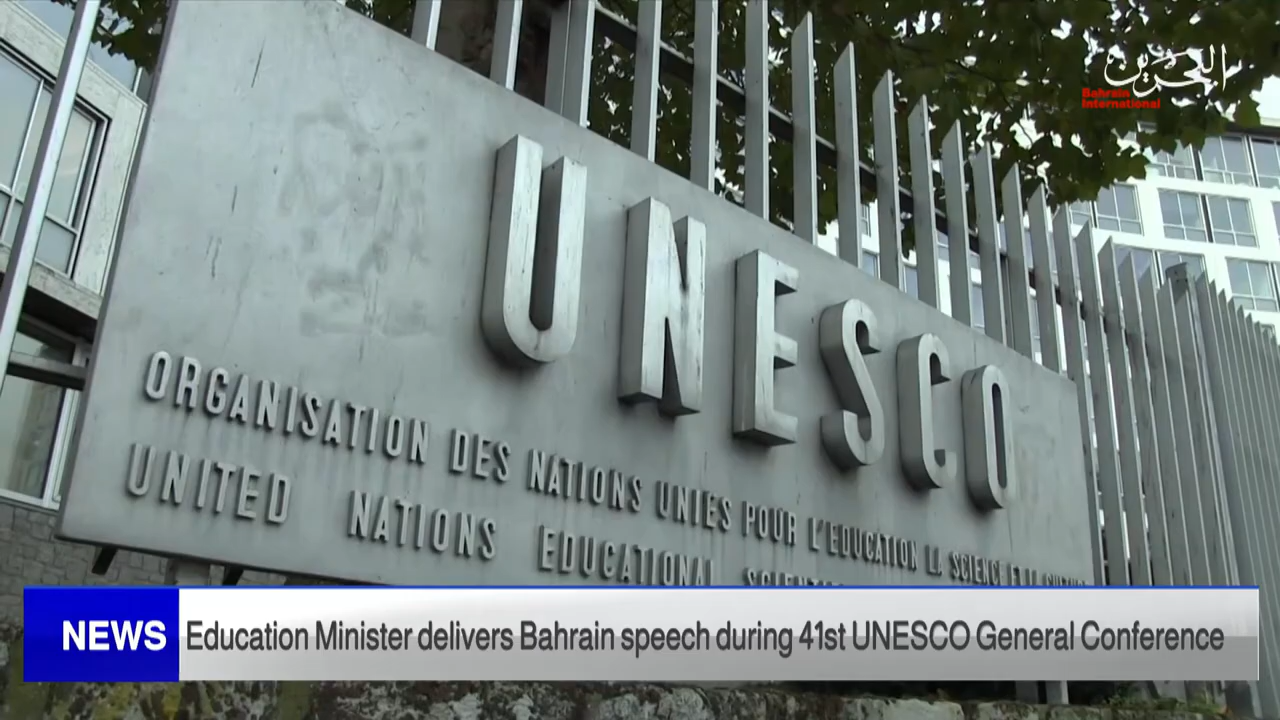 البحرين
Bahrain
International
UNESCO
ORGANISATION DES NATIONS UNIES POUR L'EDUCATION LA SCIENCE ET LA CULTURE
UNITED NATIONS EDUCATIONAL
NEWS
Education Minister delivers Bahrain speech during 41st UNESCO General Conference